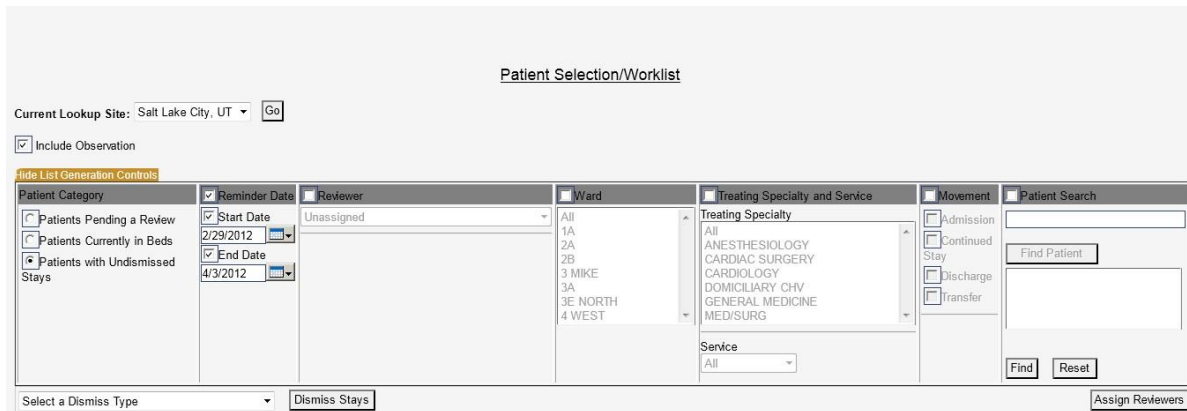 Patient Selection/Worklist
Current Lookup Site: Salt Lake City, UT Go
Include Observation
Hide List Generation Controls
Patient Category
Patients Pending a Review
Patients Currently in Beds
Patients with Undismissed
Stays
Reminder Date
Start Date
2/29/2012
End Date
4/3/2012
Reviewer
Unassigned
Ward
All
1A
2A
2B
3 MIKE
3A
3E NORTH
4 WEST
Treating Specialty and Service
Treating Specialty
All
ANESTHESIOLOGY
CARDIAC SURGERY
CARDIOLOGY
DOMICILIARY CHV
GENERAL MEDICINE
MED/SURG
Service
All
Movement
Admission
Continued
Stay
Discharge
Transfer
Patient Search
Find Patient
Find Reset
Select a Dismiss Type Dismiss Stays Assign Reviewers